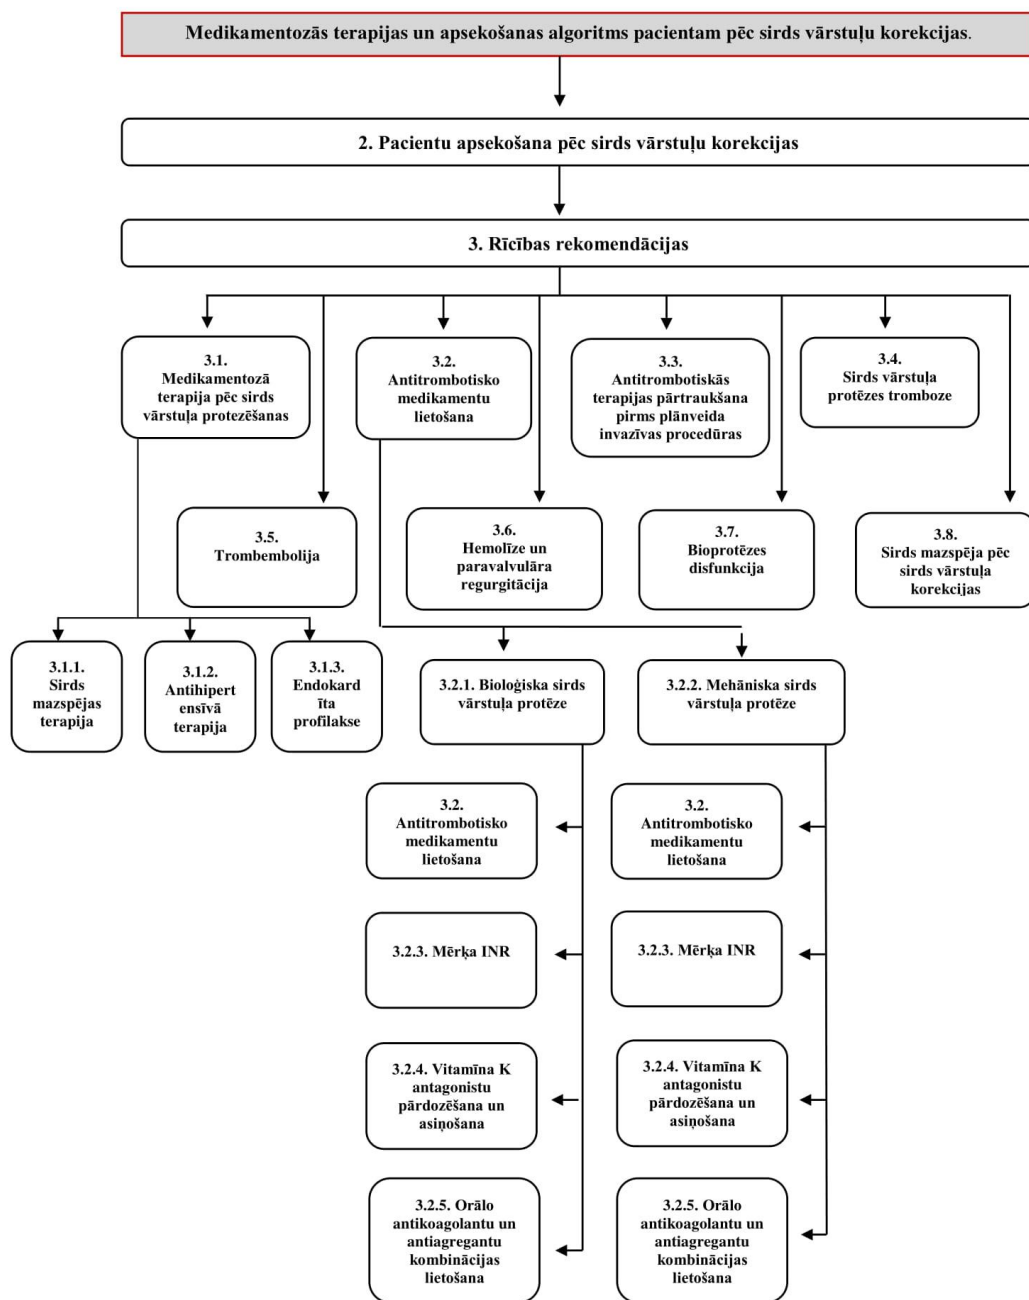 Medikamentozās terapijas un apsekošanas algoritms pacientam pēc sirds vārstuļu korekcijas.
2. Pacientu apsekošana pēc sirds vārstuļu korekcijas
3. Rīcības rekomendācijas
3.1.
Medikamentozā
terapija pēc sirds
vārstuļa protezēšanas
3.2.
Antitrombotisko
medikamentu
lietošana
3.3.
Antitrombotiskās
terapijas pārtraukšana
pirms plānveida
invazīvas procedūras
3.4.
Sirds vārstuļa
protēzes tromboze
3.5.
Trombembolija
3.6.
Hemolīze un
paravalvulāra
regurgitācija
3.7.
Bioprotēzes
disfunkcija
3.8.
Sirds mazspēja pēc
sirds vārstuļa
korekcijas
3.1.1.
Sirds
mazspējas
terapija
3.1.2.
Antihipert
ensīvā
terapija
3.1.3.
Endokard
īta
profilakse
3.2.1. Bioloģiska sirds
vārstuļa protēze
3.2.2. Mehāniska sirds
vārstuļa protēze
3.2.
Antitrombotisko
medikamentu
lietošana
3.2.
Antitrombotisko
medikamentu
lietošana
3.2.3. Mērķa INR
3.2.3. Mērķa INR
3.2.4. Vitamīna K
antagonistu
pārdozēšana un
asiņošana
3.2.4. Vitamīna K
antagonistu
pārdozēšana un
asiņošana
3.2.5. Orālo
antikoagolantu un
antiagregantu
kombinācijas
lietošana
3.2.5. Orālo
antikoagolantu un
antiagregantu
kombinācijas
lietošana